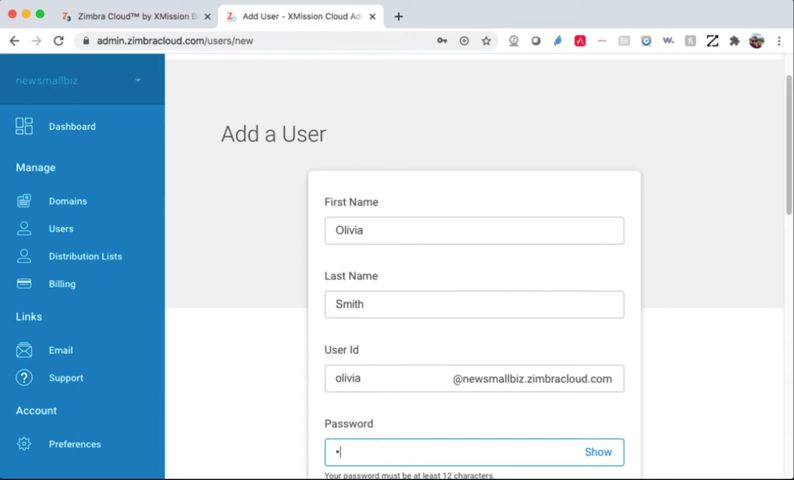 Zimbra Cloud™ by XMission B
Add User - XMission Cloud Ad
admin.zimbracloud.com/users/new
newsmallbiz
Dashboard
Manage
Domains
Users
Distribution Lists
Billing
Links
Email
Support
Account
Preferences
Add a User
First Name
Olivia
Last Name
Smith
User Id
olivia @newsmallbiz.zimbracloud.com
Password
• Show
Your password must be at least 12 characters.